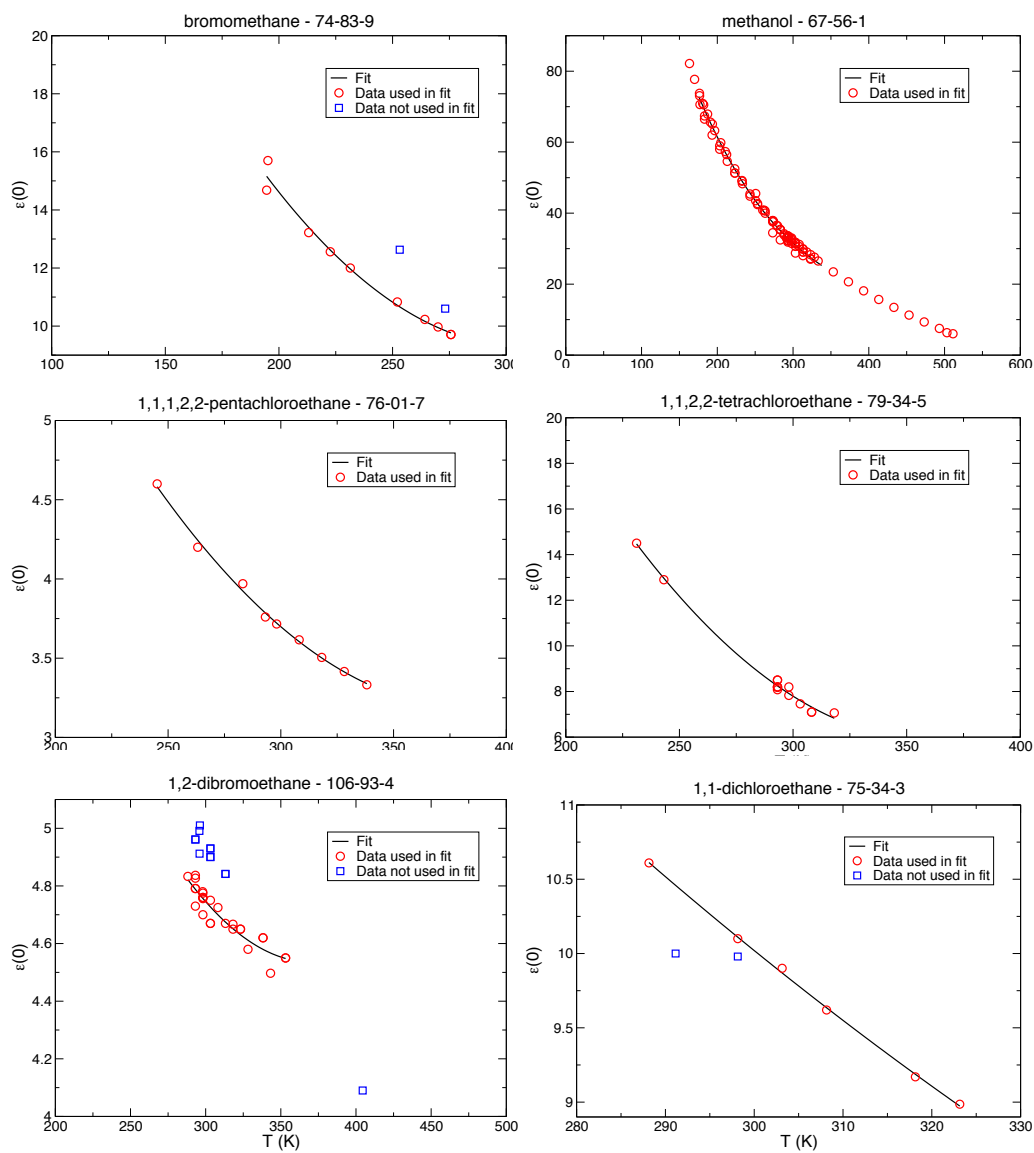 bromomethane - 74-83-9
20
18
16
14
12
10
ε(0)
100
150
200
250
300
Fit
Data used in fit
Data not used in fit
methanol - 67-56-1
80
60
40
20
0
ε(0)
0
100
200
300
400
500
600
Fit
Data used in fit
1,1,1,2,2-pentachloroethane - 76-01-7
5
4.5
4
3.5
3
ε(0)
200
250
300
350
400
Fit
Data used in fit
1,1,2,2-tetrachloroethane - 79-34-5
20
18
16
14
12
10
8
6
ε(0)
200
250
300
350
400
Fit
Data used in fit
1,2-dibromoethane - 106-93-4
5
4.8
4.6
4.4
4.2
4
ε(0)
200
250
300
350
400
450
500
T (K)
Fit
Data used in fit
Data not used in fit
1,1-dichloroethane - 75-34-3
11
10.5
10
9.5
9
ε(0)
280
290
300
310
320
330
T (K)
Fit
Data used in fit
Data not used in fit